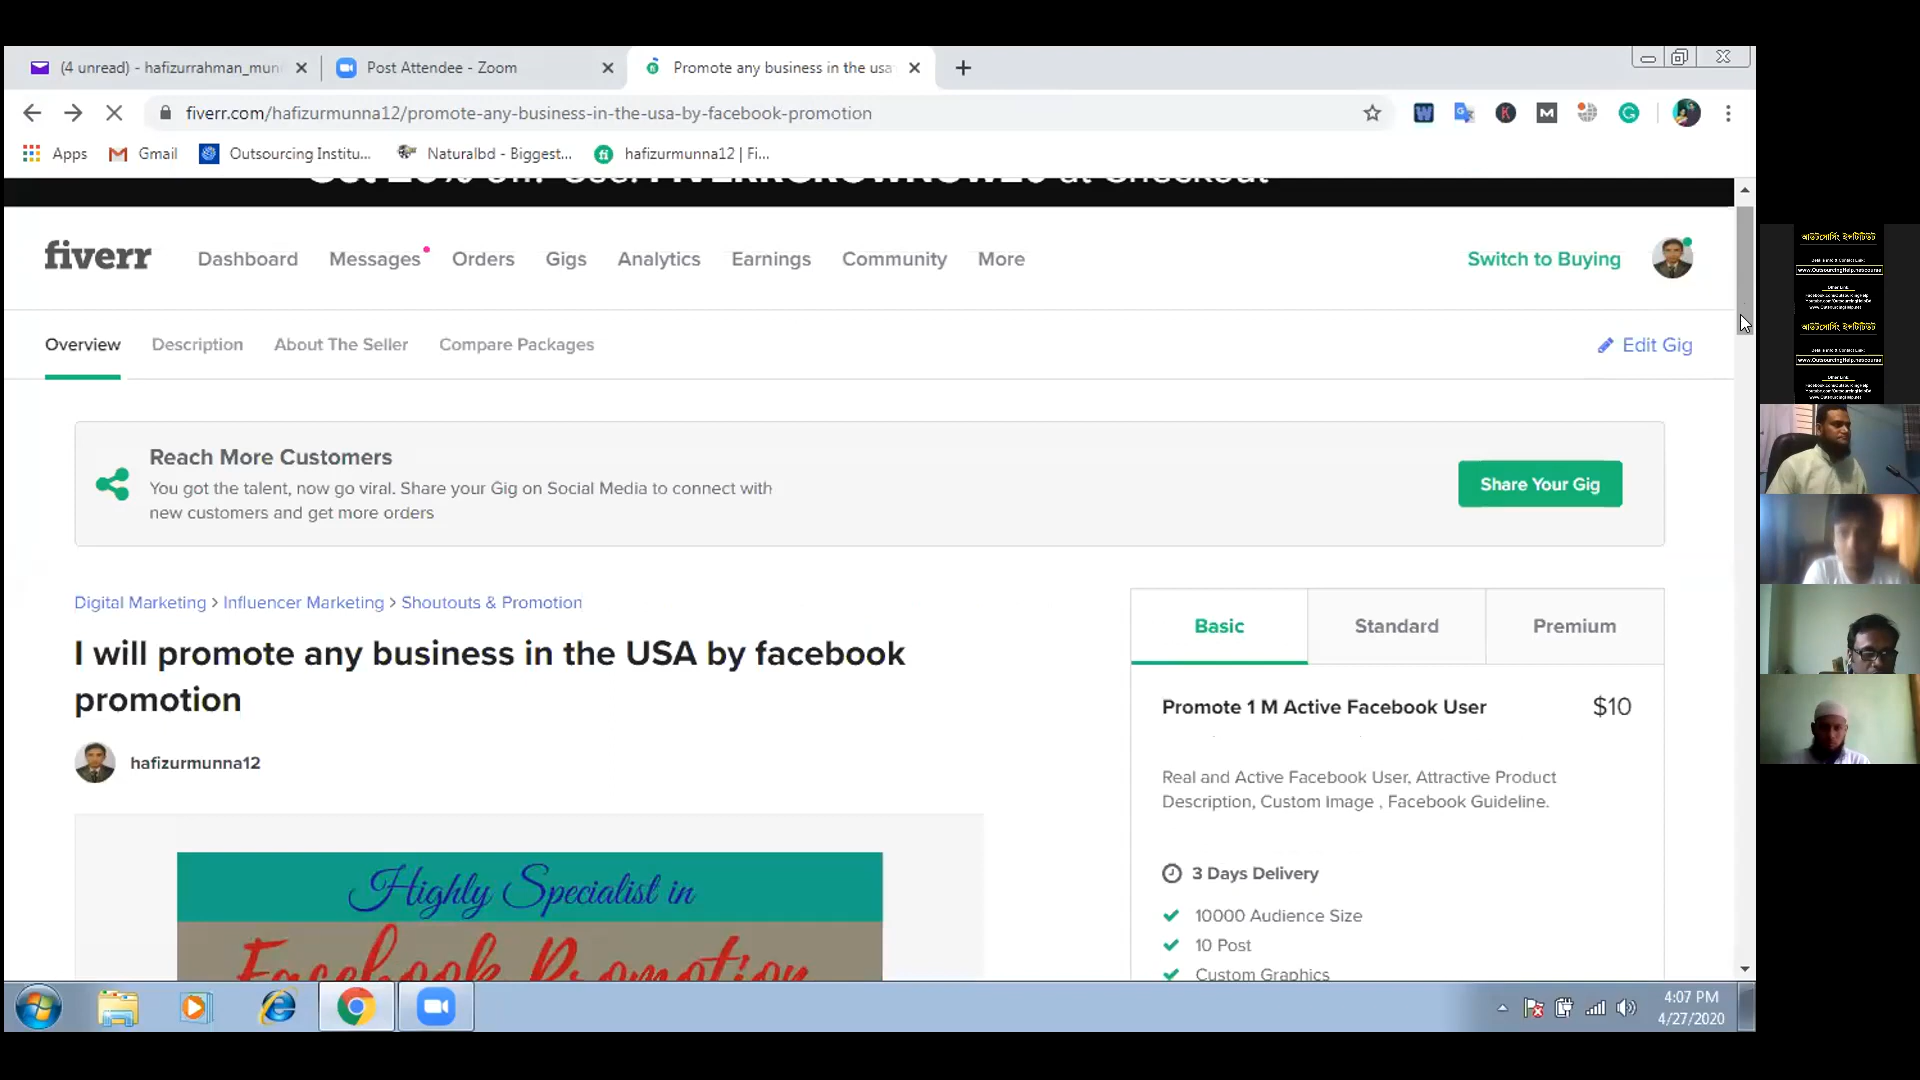 (4 unread) - hafizurrahman_mun
Post Attendee - Zoom
Promote any business in the usa
fiverr.com/hafizurmunna12/promote-any-business-in-the-usa-by-facebook-promotion
Apps
Gmail
Outsourcing Institu...
Naturalbd - Biggest...
hafizurmunna12 | Fi...
fiverr
Dashboard
Messages
Orders
Gigs
Analytics
Earnings
Community
More
Switch to Buying
Overview
Description
About The Seller
Compare Packages
Edit Gig
Reach More Customers
You got the talent, now go viral. Share your Gig on Social Media to connect with
new customers and get more orders
Share Your Gig
Digital Marketing > Influencer Marketing > Shoutouts & Promotion
I will promote any business in the USA by facebook
promotion
hafizurmunna12
Highly Specialist in
Facebook Promotion
Basic
Standard
Premium
Promote 1 M Active Facebook User
$10
Real and Active Facebook User, Attractive Product
Description, Custom Image , Facebook Guideline.
3 Days Delivery
10000 Audience Size
10 Post
Custom Graphics
4:07 PM
4/27/2020